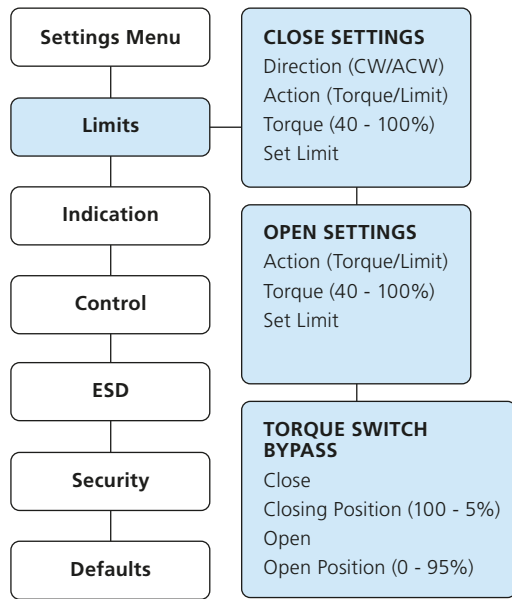 Settings Menu
Limits
Indication
Control
ESD
Security
Defaults
CLOSE SETTINGS
Direction (CW/ACW)
Action (Torque/Limit)
Torque (40 - 100%)
Set Limit
OPEN SETTINGS
Action (Torque/Limit)
Torque (40 - 100%)
Set Limit
TORQUE SWITCH
BYPASS
Close
Closing Position (100 - 5%)
Open
Open Position (0 - 95%)